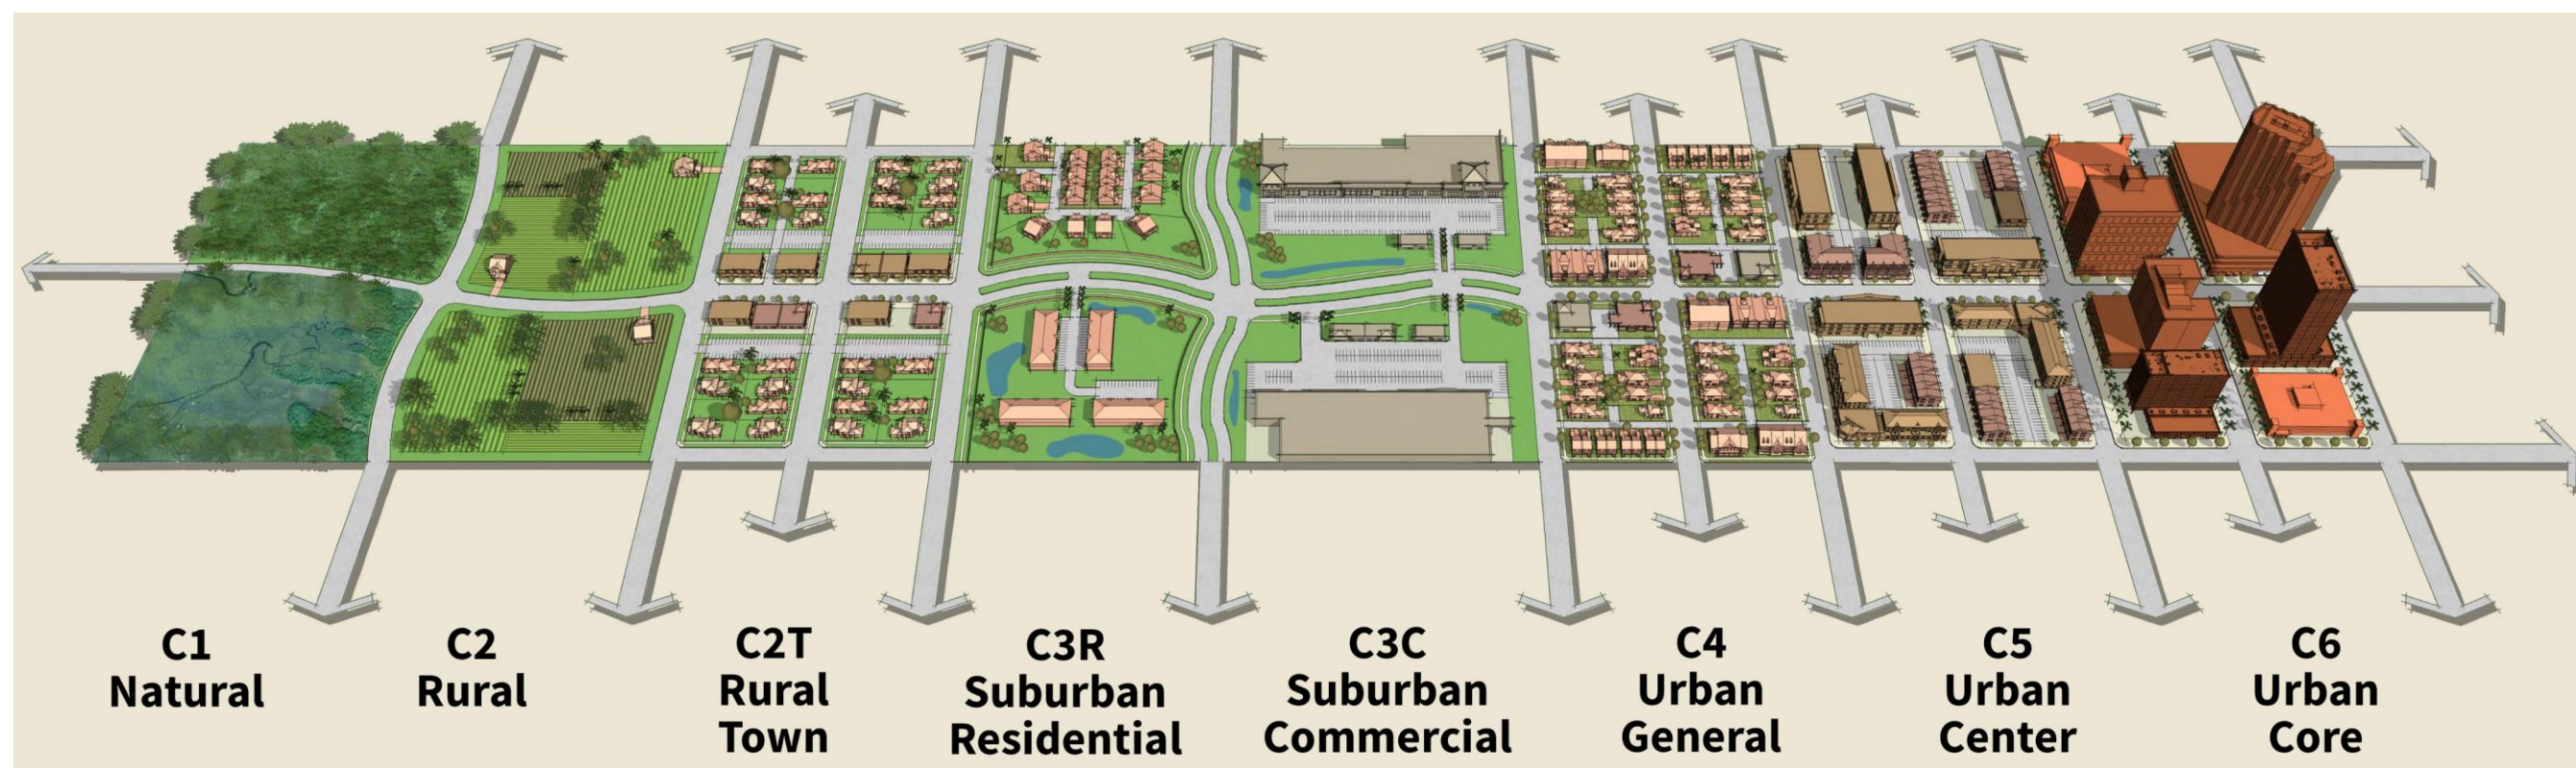 C1
Natural
C2
Rural
C2T
Rural
Town
C3R
Suburban
Residential
C3C
Suburban
Commercial
C4
Urban
General
C5
Urban
Center
C6
Urban
Core